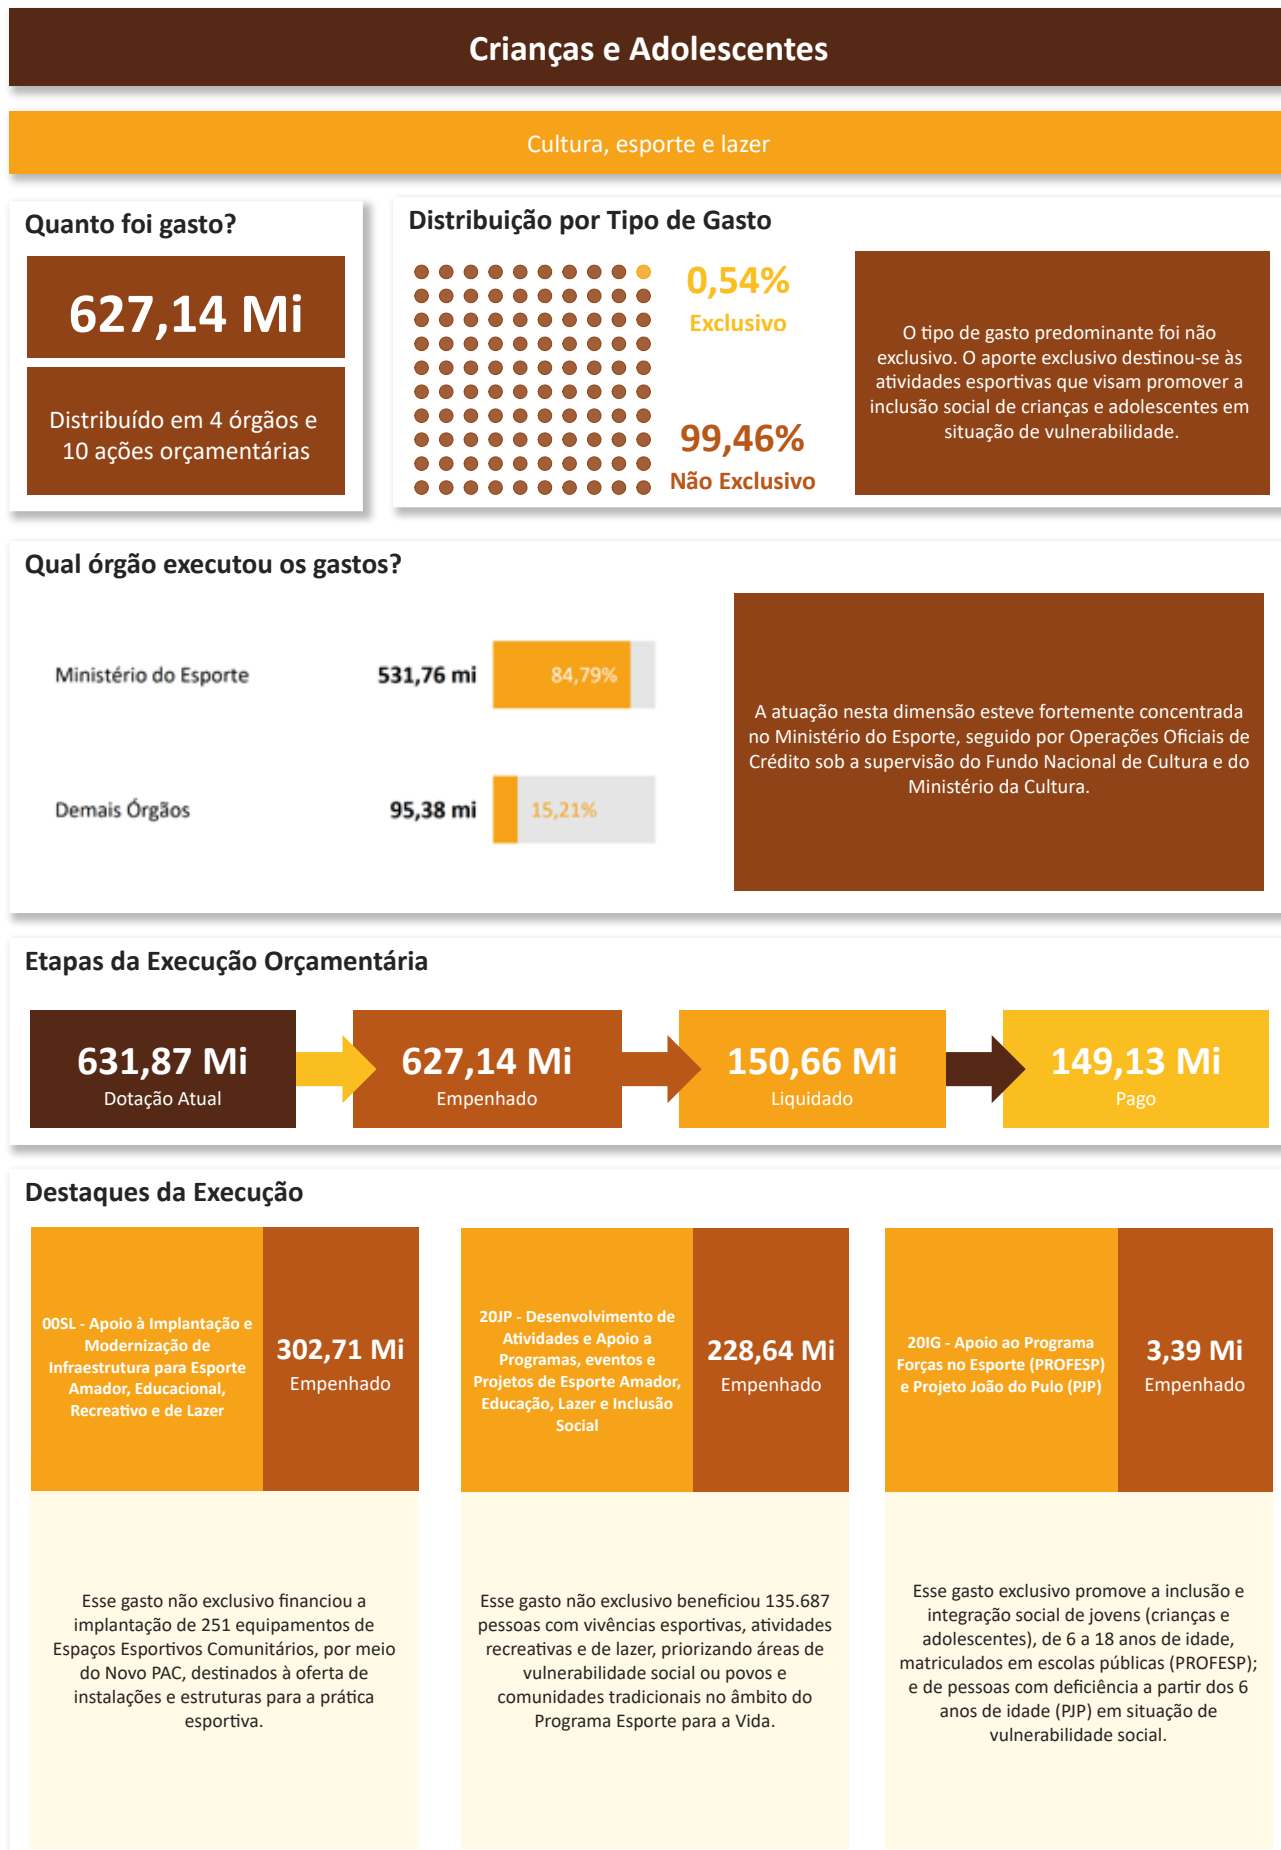 Crianças e Adolescentes
Cultura, esporte e lazer
Quanto foi gasto?
627,14 Mi
Distribuído em 4 órgãos e
10 ações orçamentárias
Distribuição por Tipo de Gasto
0,54%
Exclusivo
99,46%
Não Exclusivo
O tipo de gasto predominante foi não
exclusivo. O aporte exclusivo destinou-se às
atividades esportivas que visam promover a
inclusão social de crianças e adolescentes em
situação de vulnerabilidade.
Qual órgão executou os gastos?
Ministério do Esporte
531,76 mi
84,79%
Demais Órgãos
95,38 mi
15,21%
A atuação nesta dimensão esteve fortemente concentrada
no Ministério do Esporte, seguido por Operações Oficiais de
Crédito sob a supervisão do Fundo Nacional de Cultura e do
Ministério da Cultura.
Etapas da Execução Orçamentária
631,87 Mi
Dotação Atual
627,14 Mi
Empenhado
150,66 Mi
Liquidado
149,13 Mi
Pago
Destaques da Execução
00SL - Apoio à Implantação e
Modernização de
Infraestrutura para Esporte
Amador, Educacional,
Recreativo e de Lazer
302,71 Mi
Empenhado
Esse gasto não exclusivo financiou a
implantação de 251 equipamentos de
Espaços Esportivos Comunitários, por meio
do Novo PAC, destinados à oferta de
instalações e estruturas para a prática
esportiva.
20JP - Desenvolvimento de
Atividades e Apoio a
Programas, eventos e
Projetos de Esporte Amador,
Educação, Lazer e Inclusão
Social
228,64 Mi
Empenhado
Esse gasto não exclusivo beneficiou 135.687
pessoas com vivências esportivas, atividades
recreativas e de lazer, priorizando áreas de
vulnerabilidade social ou povos e
comunidades tradicionais no âmbito do
Programa Esporte para a Vida.
20IG - Apoio ao Programa
Forças no Esporte (PROFESP)
e Projeto João do Pulo (PJP)
3,39 Mi
Empenhado
Esse gasto exclusivo promove a inclusão e
integração social de jovens (crianças e
adolescentes), de 6 a 18 anos de idade,
matriculados em escolas públicas (PROFESP);
e de pessoas com deficiência a partir dos 6
anos de idade (PJP) em situação de
vulnerabilidade social.